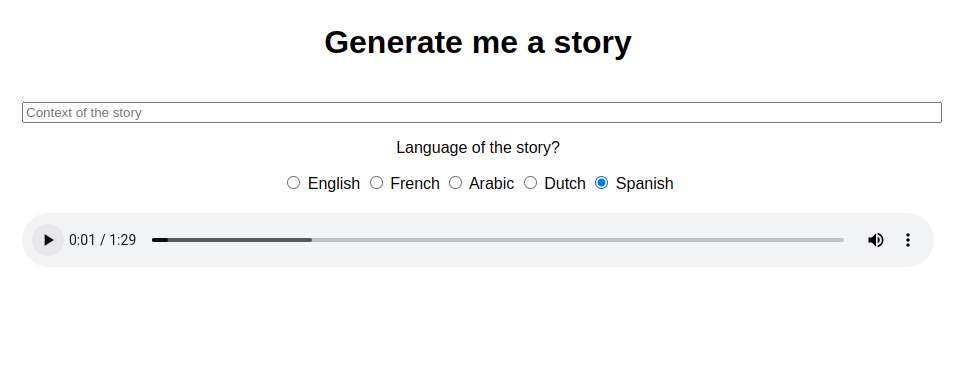 Generate me a story
Context of the story
Language of the story?
English French Arabic Dutch Spanish
0:01 / 1:29